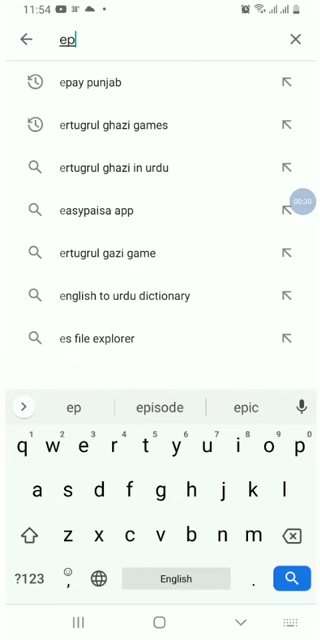 11:54 38°
ep
epay punjab
ertugrul ghazi games
ertugrul ghazi in urdu
00:30
easypaisa app
ertugrul gazi game
english to urdu dictionary
es file explorer
ep episode epic
1 2 3 4 5 6 7 8 9 0
q w e r t y u i o p
a s d f g h j k l
z x c v b n m
?123 , English .